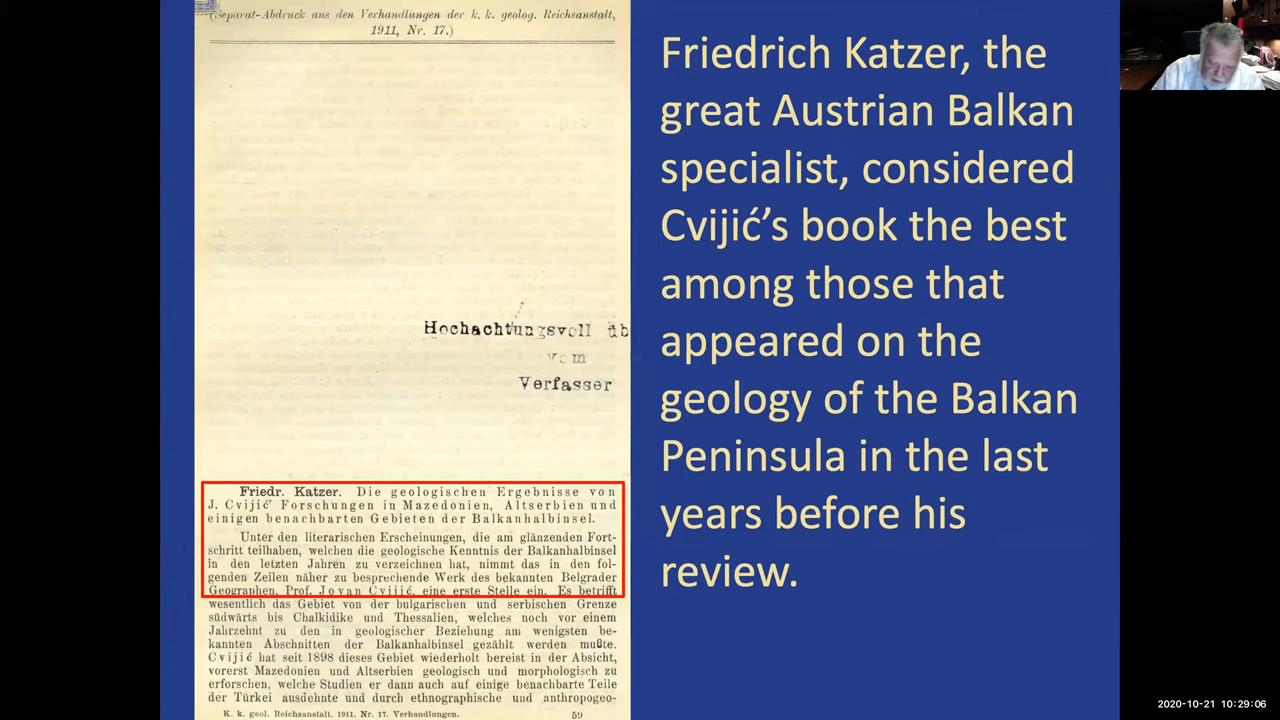 (Separat-Abdruck aus den Verhandlungen der k. k. geolog. Reichsanstalt,
1911, Nr. 17.)
Hochachtungsvoll üb
vom
Verfasser
Friedr. Katzer. Die geologischen Ergebnisse von
J. Cvijić' Forschungen in Mazedonien, Altserbien und
einigen benachbarten Gebieten der Balkanhalbinsel.
Unter den literarischen Erscheinungen, die am glänzenden Fort-
schritt teilhaben, welchen die geologische Kenntnis der Balkanhalbinsel
in den letzten Jahren zu verzeichnen hat, nimmt das in den fol-
genden Zeilen näher zu besprechende Werk des bekannten Belgrader
Geographen, Prof. Jovan Cvijić, eine erste Stelle ein. Es betrifft
wesentlich das Gebiet von der bulgarischen und serbischen Grenze
südwärts bis Chalkidike und Thessalien, welches noch vor einem
Jahrzehnt zu den in geologischer Beziehung am wenigsten be-
kannten Abschnitten der Balkanhalbinsel gezählt werden mußte.
Cvijić hat seit 1898 dieses Gebiet wiederholt bereist in der Absicht,
vorerst Mazedonien und Altserbien geologisch und morphologisch zu
erforschen, welche Studien er dann auch auf einige benachbarte Teile
der Türkei ausdehnte und durch ethnographische und anthropogeo-
K. k. geol. Reichsanstalt. 1911. Nr. 17. Verhandlungen. 59
Friedrich Katzer, the
great Austrian Balkan
specialist, considered
Cvijić’s book the best
among those that
appeared on the
geology of the Balkan
Peninsula in the last
years before his
review.
2020-10-21 10:29:06